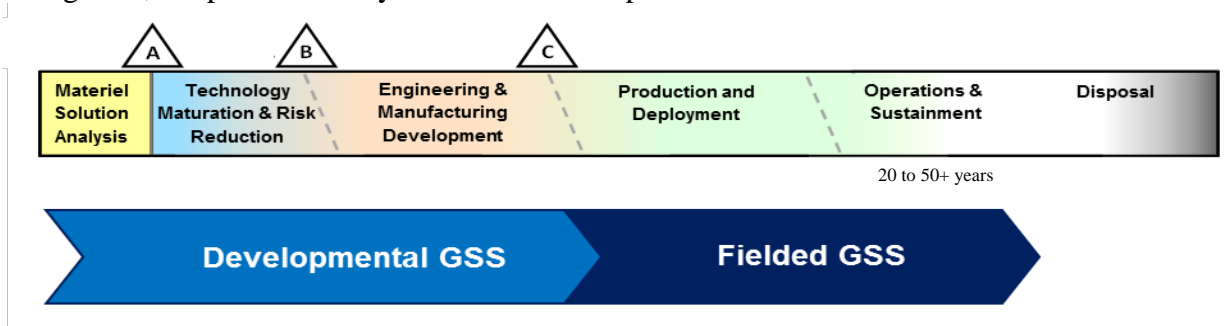 A
B
C
Materiel
Solution
Analysis
Technology
Maturation & Risk
Reduction
Engineering &
Manufacturing
Development
Production and
Deployment
Operations &
Sustainment
Disposal
20 to 50+ years
Developmental GSS
Fielded GSS